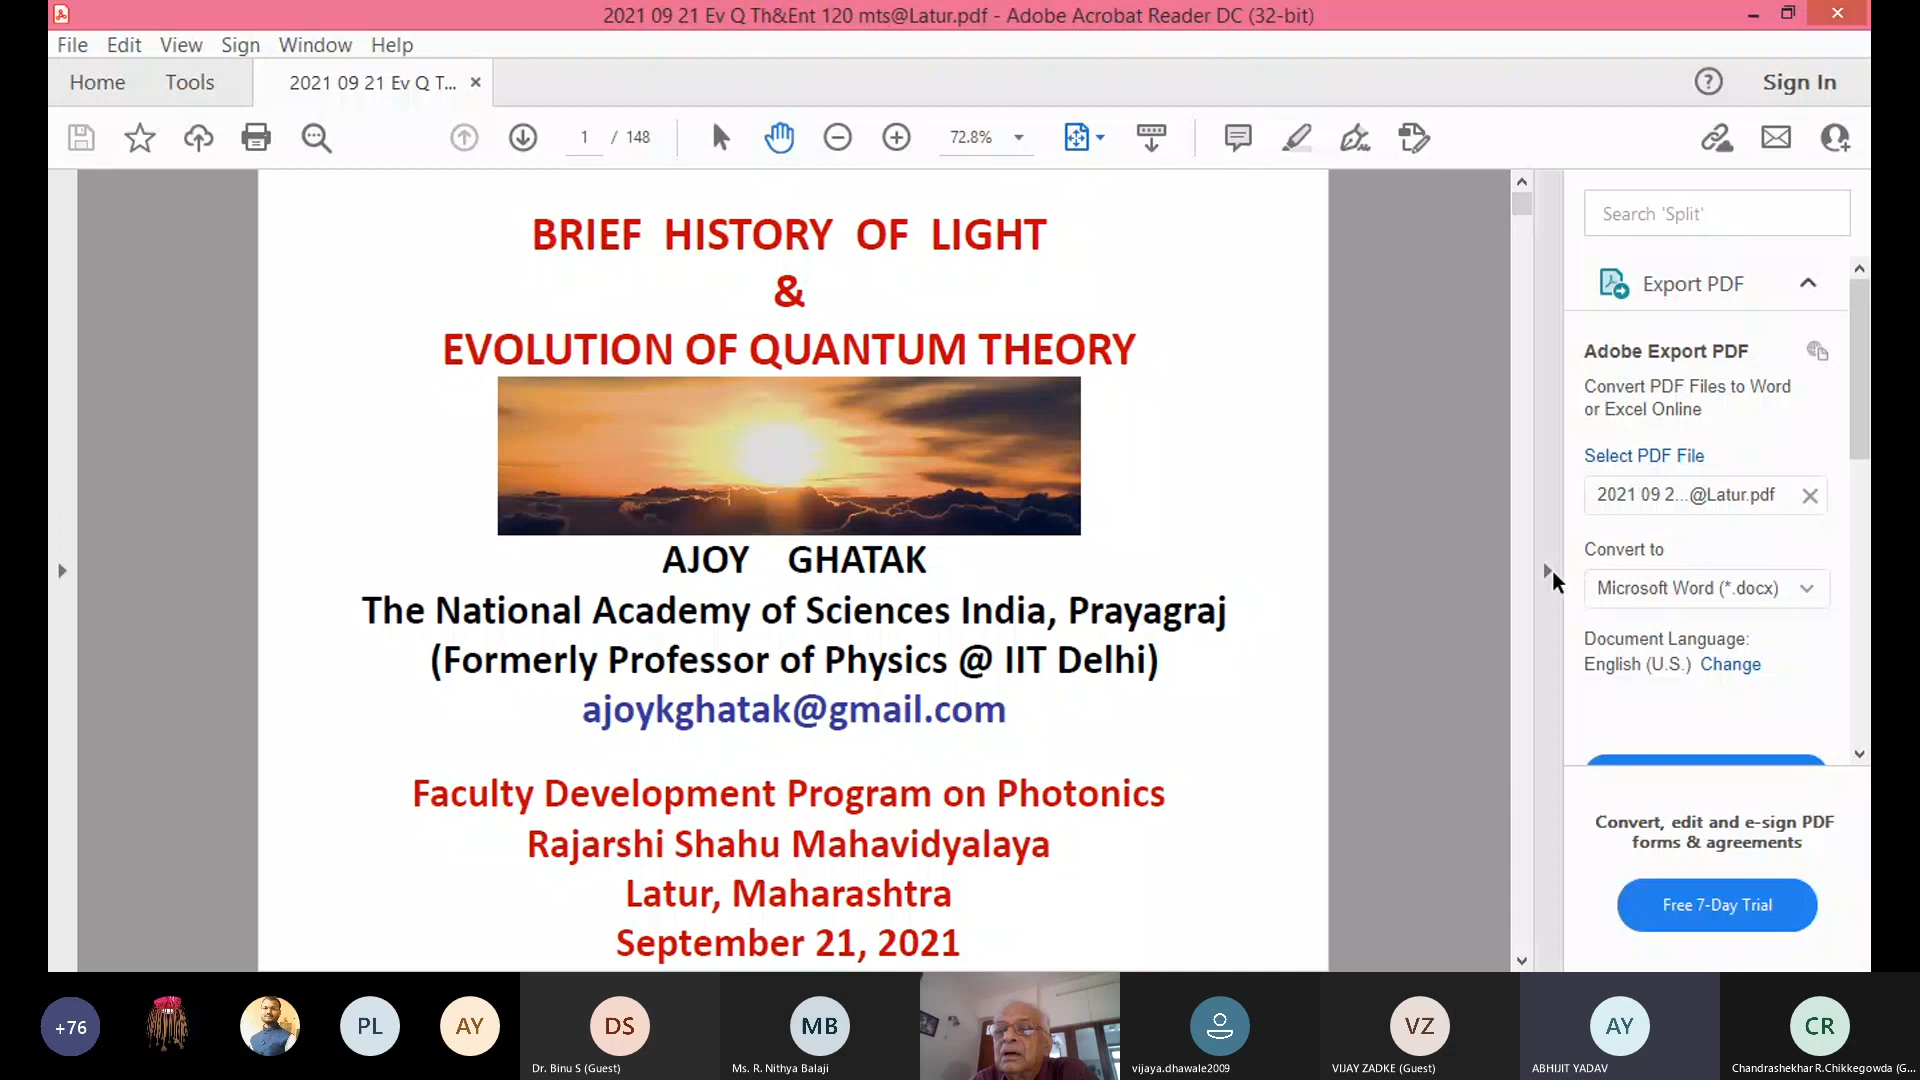 2021 09 21 Ev Q Th&Ent 120 mts@Latur.pdf - Adobe Acrobat Reader DC (32-bit)
File Edit View Sign Window Help
Home Tools 2021 09 21 Ev Q T... Sign In
1 / 148 72.8%
BRIEF HISTORY OF LIGHT
&
EVOLUTION OF QUANTUM THEORY
AJOY GHATAK
The National Academy of Sciences India, Prayagraj
(Formerly Professor of Physics @ IIT Delhi)
ajoykghatak@gmail.com
Faculty Development Program on Photonics
Rajarshi Shahu Mahavidyalaya
Latur, Maharashtra
September 21, 2021
Search 'Split'
Export PDF
Adobe Export PDF
Convert PDF Files to Word
or Excel Online
Select PDF File
2021 09 2...@Latur.pdf
Convert to
Microsoft Word (*.docx)
Document Language:
English (U.S.) Change
Convert, edit and e-sign PDF
forms & agreements
Free 7-Day Trial
+76 PL AY DS MB VZ AY CR
Dr. Binu S (Guest) Ms. R. Nithya Balaji vijaya.dhawale2009 VIJAY ZADKE (Guest) ABHIJIT YADAV Chandrashekhar R.Chikkegowda (G...